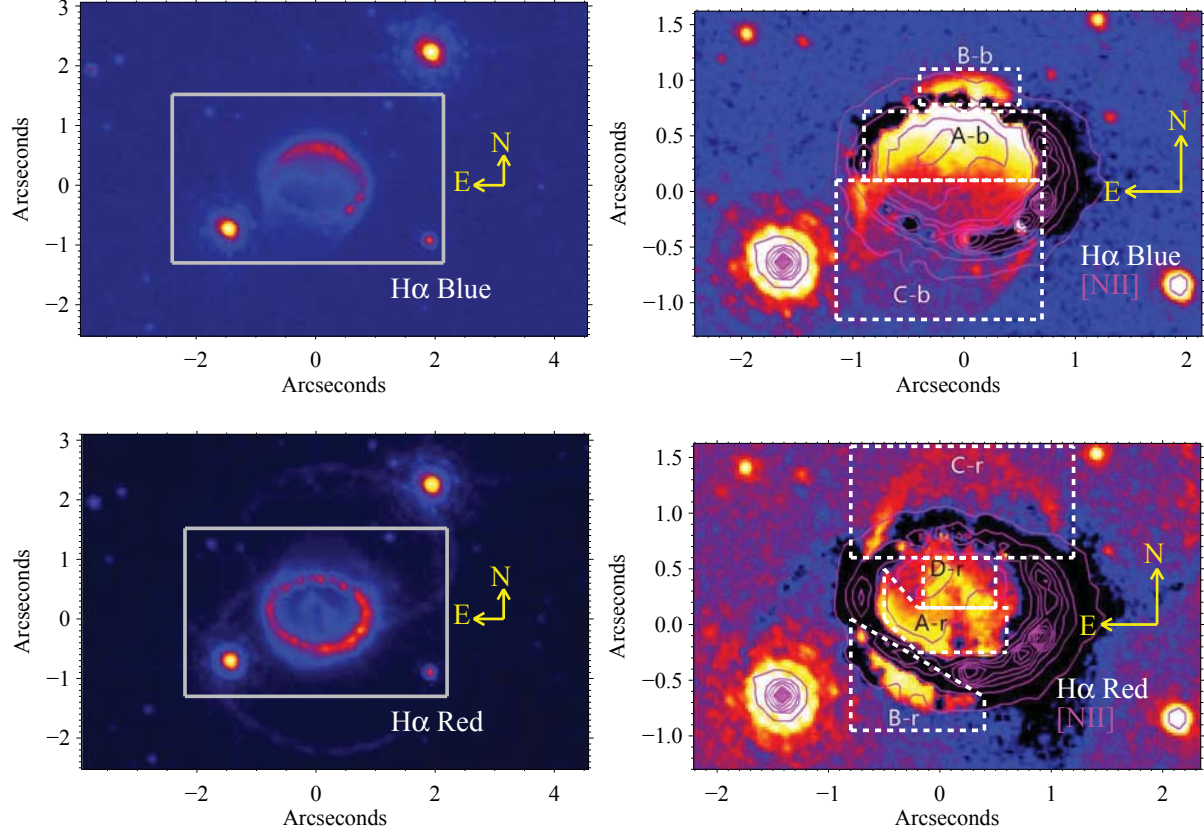 3
2
1
0
−1
−2
Arcseconds
N
E
Hα Blue
−2
0
2
4
Arcseconds
1.5
1.0
0.5
0.0
−0.5
−1.0
Arcseconds
B-b
A-b
C-b
N
E
Hα Blue
[NII]
−2
−1
0
1
2
Arcseconds
3
2
1
0
−1
−2
Arcseconds
N
E
Hα Red
−2
0
2
4
Arcseconds
1.5
1.0
0.5
0.0
−0.5
−1.0
Arcseconds
C-r
D-r
A-r
B-r
N
E
Hα Red
[NII]
−2
−1
0
1
2
Arcseconds